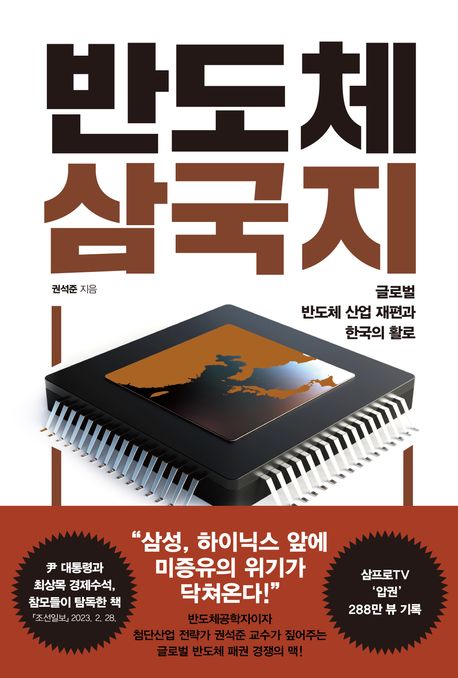 반도체
삼국지
권석준 지음
글로벌
반도체 산업 재편과
한국의 활로
“삼성, 하이닉스 앞에
미증유의 위기가
닥쳐온다!”
尹 대통령과
최상목 경제수석,
참모들이 탐독한 책
『조선일보』 2023. 2. 28.
삼프로TV
‘압권’
288만 뷰 기록
반도체공학자이자
첨단산업 전략가 권석준 교수가 짚어주는
글로벌 반도체 패권 경쟁의 맥!